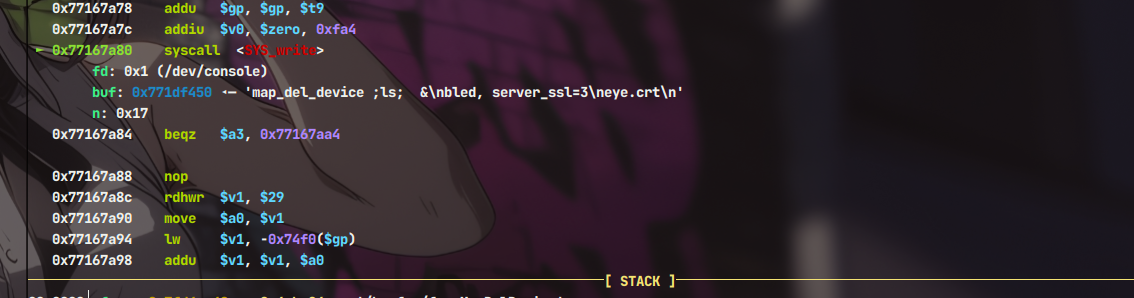 0x77167a78 addu $gp, $gp, $t9
0x77167a7c addiu $v0, $zero, 0xfa4
► 0x77167a80 syscall <SYS_write>
fd: 0x1 (/dev/console)
buf: 0x771df450 ◂— 'map_del_device ;ls;  &\nbled, server_ssl=3\neye.crt\n'
n: 0x17
0x77167a84 beqz $a3, 0x77167aa4
0x77167a88 nop
0x77167a8c rdhwr $v1, $29
0x77167a90 move $a0, $v1
0x77167a94 lw $v1, -0x74f0($gp)
0x77167a98 addu $v1, $v1, $a0
[ STACK ]